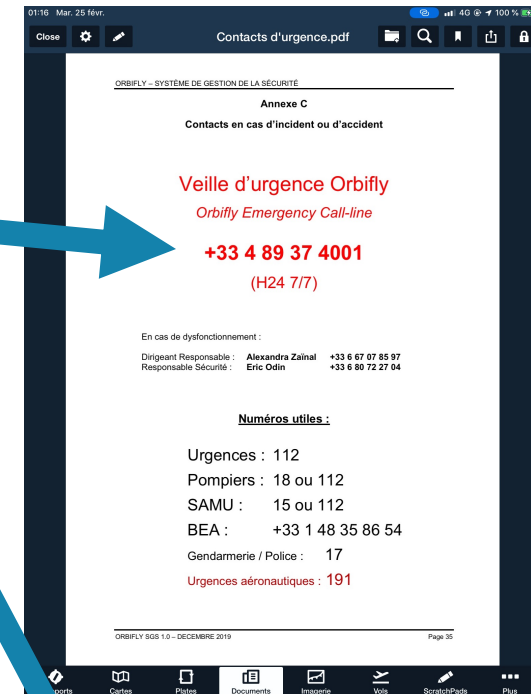 01:16 Mar. 25 févr. 4G 100 %
Close Contacts d'urgence.pdf
ORBIFLY – SYSTÈME DE GESTION DE LA SÉCURITÉ
Annexe C
Contacts en cas d'incident ou d'accident
Veille d'urgence Orbifly
Orbifly Emergency Call-line
+33 4 89 37 4001
(H24 7/7)
En cas de dysfonctionnement :
Dirigeant Responsable : Alexandra Zaïnal +33 6 67 07 85 97
Responsable Sécurité : Eric Odin +33 6 80 72 27 04
Numéros utiles :
Urgences : 112
Pompiers : 18 ou 112
SAMU : 15 ou 112
BEA : +33 1 48 35 86 54
Gendarmerie / Police : 17
Urgences aéronautiques : 191
ORBIFLY SGS 1.0 – DECEMBRE 2019 Page 35
Cartes Plates Documents Imagerie Vols ScratchPads Plus